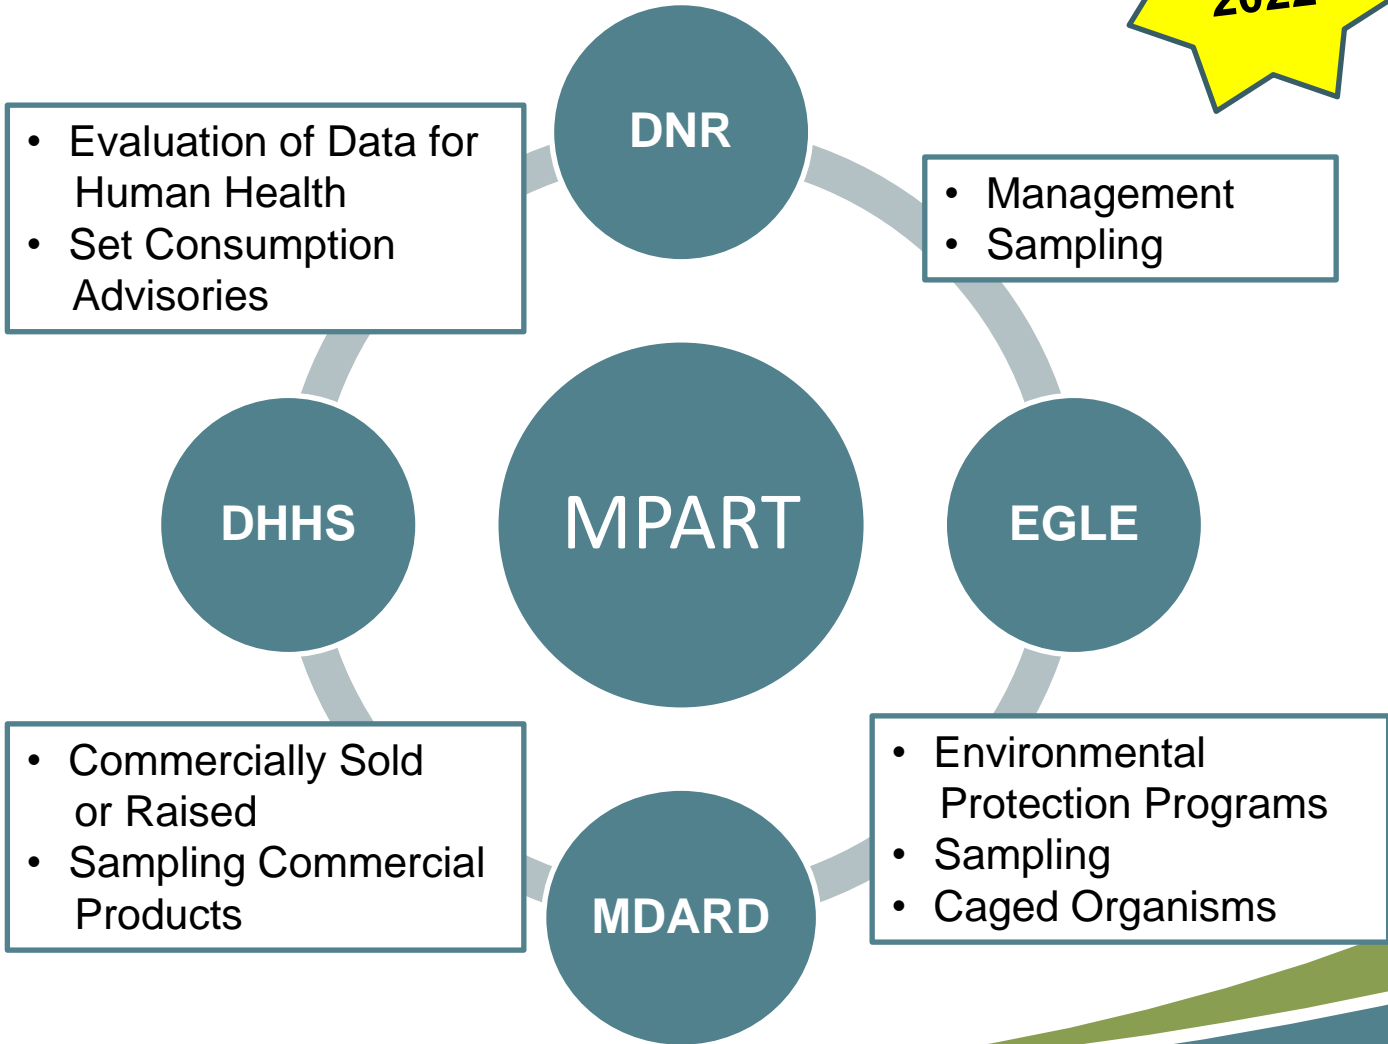 2022
DNR
• Evaluation of Data for
Human Health
• Set Consumption
Advisories
• Management
• Sampling
DHHS
MPART
EGLE
• Commercially Sold
or Raised
• Sampling Commercial
Products
• Environmental
Protection Programs
• Sampling
• Caged Organisms
MDARD